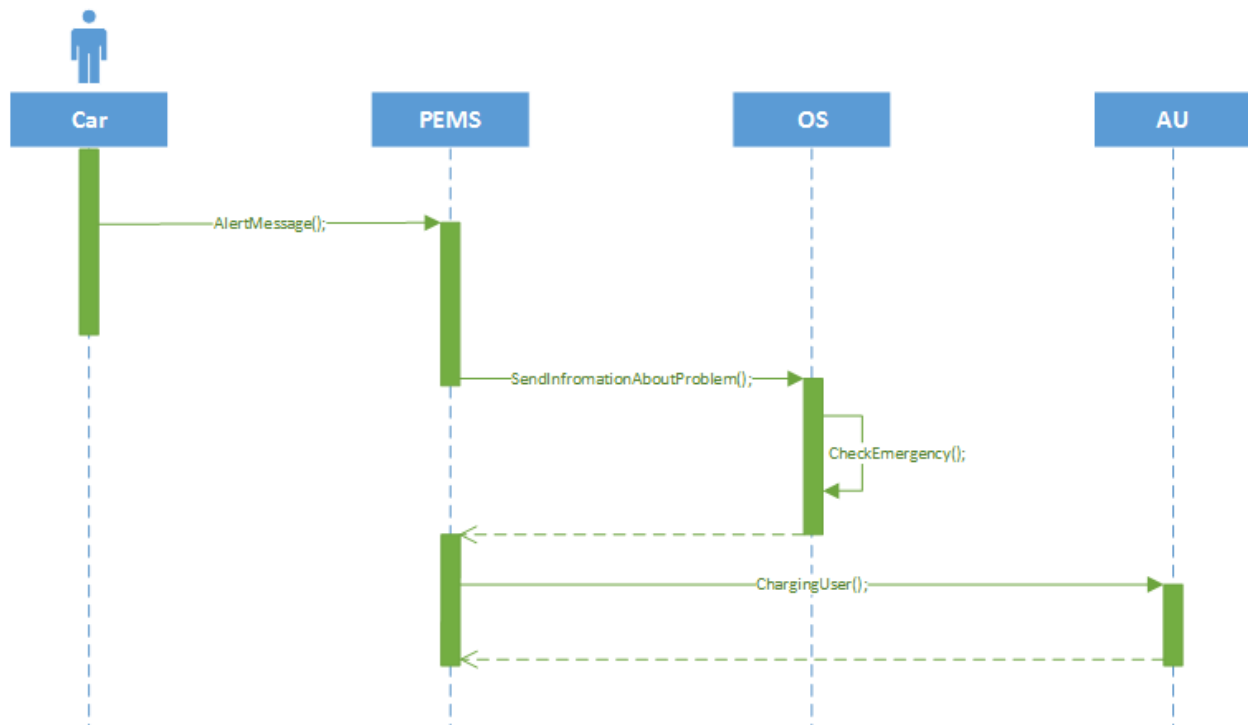 Car
PEMS
OS
AU
AlertMessage();
SendInfromationAboutProblem();
CheckEmergency();
ChargingUser();